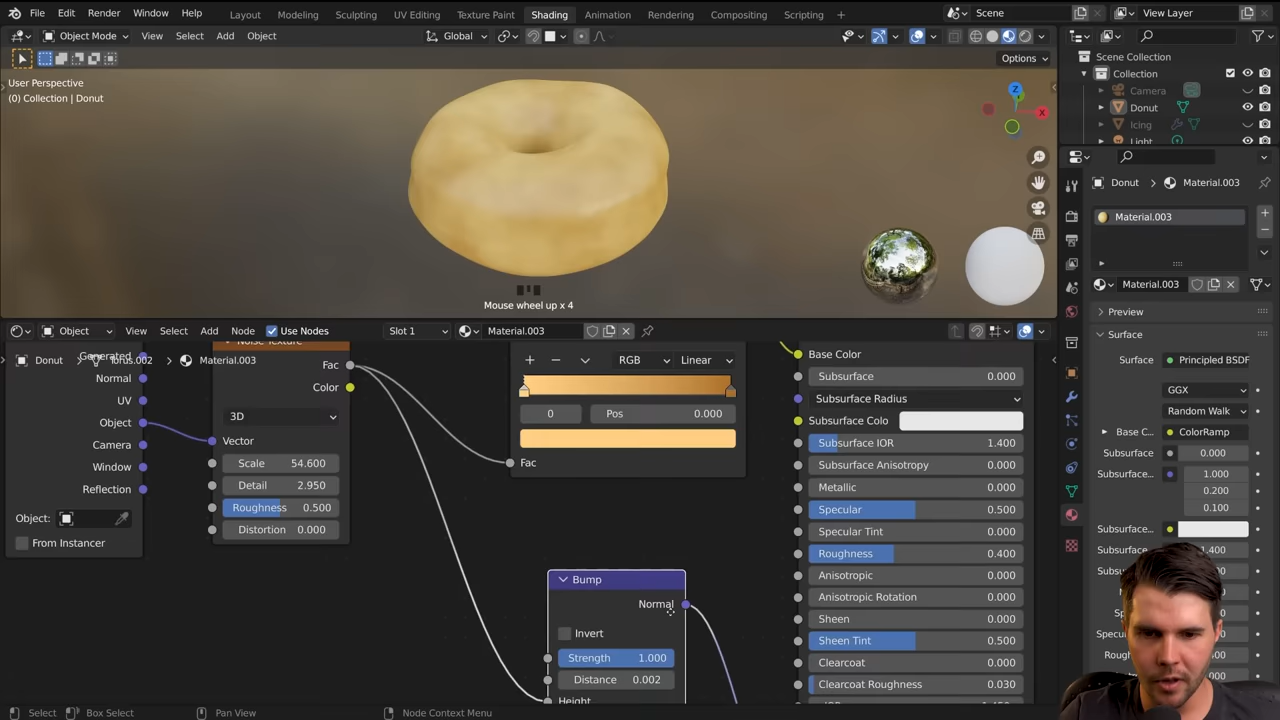 File Edit Render Window Help Layout Modeling Sculpting UV Editing Texture Paint Shading Animation Rendering Compositing Scripting + Scene View Layer
Object Mode View Select Add Object Global
Options
User Perspective
(0) Collection | Donut
Z
X
Mouse wheel up x 4
Scene Collection
Collection
Camera
Donut
Icing
Light
Donut > Material.003
Material.003
Material.003
Preview
Surface
Surface Principled BSDF
GGX
Random Walk
Base C... ColorRamp
Subsurface 0.000
Subsurface... 1.000
0.200
0.100
Subsurface...
Subsurface... 1.400
Object View Select Add Node Use Nodes Slot 1 Material.003
Donut > Torus.002 > Material.003
Generated
Normal
UV
Object
Camera
Window
Reflection
Object:
From Instancer
Noise Texture
Fac
Color
3D
Vector
Scale 54.600
Detail 2.950
Roughness 0.500
Distortion 0.000
+ − RGB Linear
0 Pos 0.000
Fac
Bump
Normal
Invert
Strength 1.000
Distance 0.002
Height
Base Color
Subsurface 0.000
Subsurface Radius
Subsurface Colo
Subsurface IOR 1.400
Subsurface Anisotropy 0.000
Metallic 0.000
Specular 0.500
Specular Tint 0.000
Roughness 0.400
Anisotropic 0.000
Anisotropic Rotation 0.000
Sheen 0.000
Sheen Tint 0.500
Clearcoat 0.000
Clearcoat Roughness 0.030
Select Box Select Pan View Node Context Menu